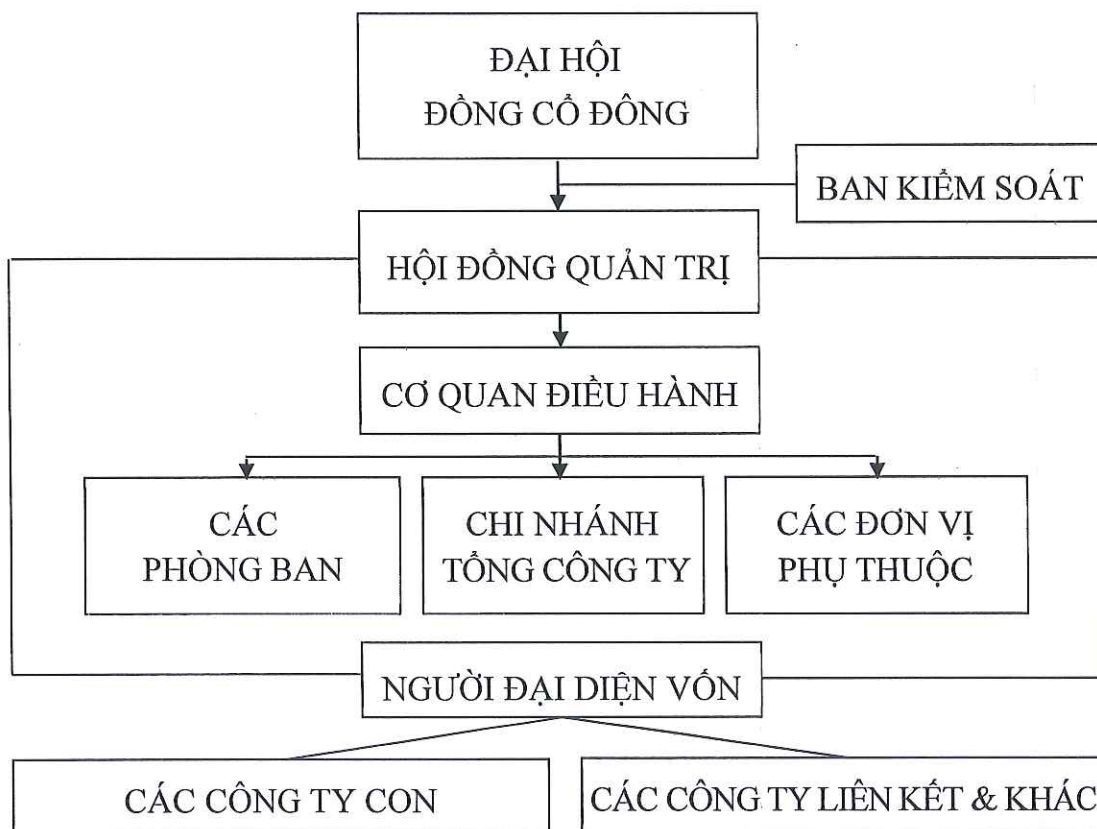 ĐẠI HỘI
ĐỒNG CỔ ĐÔNG
BAN KIỂM SOÁT
HỘI ĐỒNG QUẢN TRỊ
CƠ QUAN ĐIỀU HÀNH
CÁC
PHÒNG BAN
CHI NHÁNH
TỔNG CÔNG TY
CÁC ĐƠN VỊ
PHỤ THUỘC
NGƯỜI ĐẠI DIỆN VỐN
CÁC CÔNG TY CON
CÁC CÔNG TY LIÊN KẾT & KHÁC